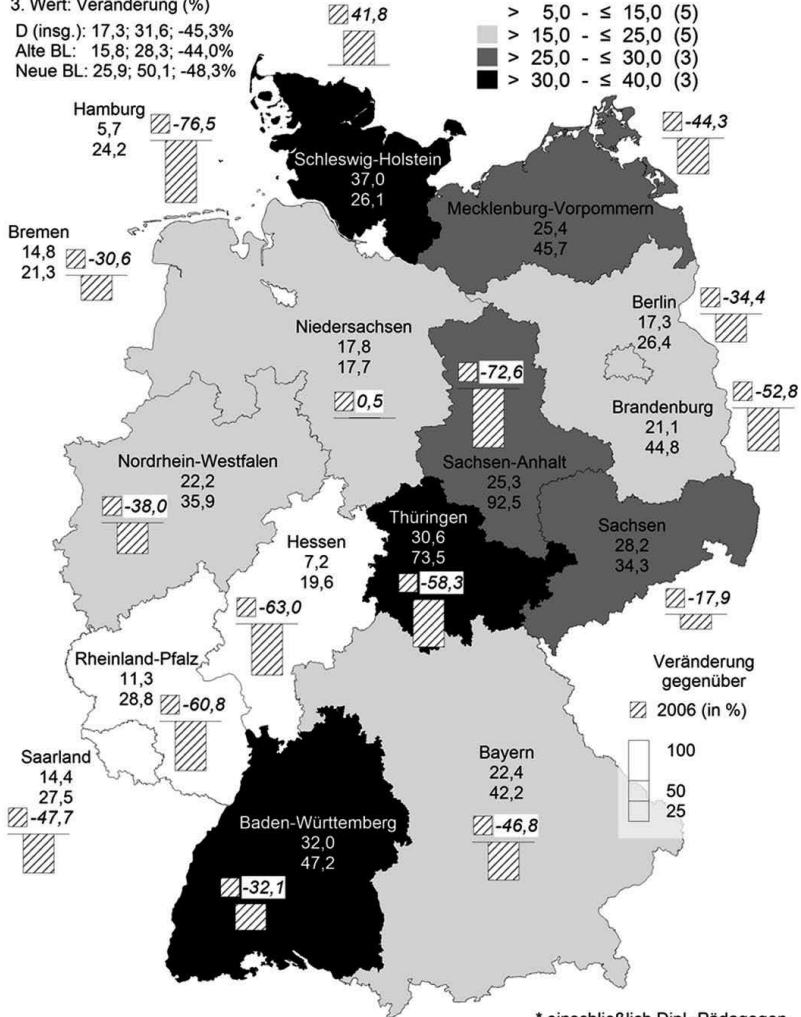 3. Wert: Veränderung (%)
D (insg.): 17,3; 31,6; -45,3%
Alte BL: 15,8; 28,3; -44,0%
Neue BL: 25,9; 50,1; -48,3%
41,8
> 5,0 - ≤ 15,0 (5)
> 15,0 - ≤ 25,0 (5)
> 25,0 - ≤ 30,0 (3)
> 30,0 - ≤ 40,0 (3)
Hamburg
5,7
24,2
-76,5
Schleswig-Holstein
37,0
26,1
-44,3
Mecklenburg-Vorpommern
25,4
45,7
Bremen
14,8
21,3
-30,6
Niedersachsen
17,8
17,7
0,5
Berlin
17,3
26,4
-34,4
-72,6
-52,8
Brandenburg
21,1
44,8
Nordrhein-Westfalen
22,2
35,9
-38,0
Sachsen-Anhalt
25,3
92,5
Thüringen
30,6
73,5
-58,3
Sachsen
28,2
34,3
-17,9
Hessen
7,2
19,6
-63,0
Rheinland-Pfalz
11,3
28,8
-60,8
Veränderung
gegenüber
2006 (in %)
100
50
25
Saarland
14,4
27,5
-47,7
Bayern
22,4
42,2
-46,8
Baden-Württemberg
32,0
47,2
-32,1
* einschließlich Dipl. Pädagogen